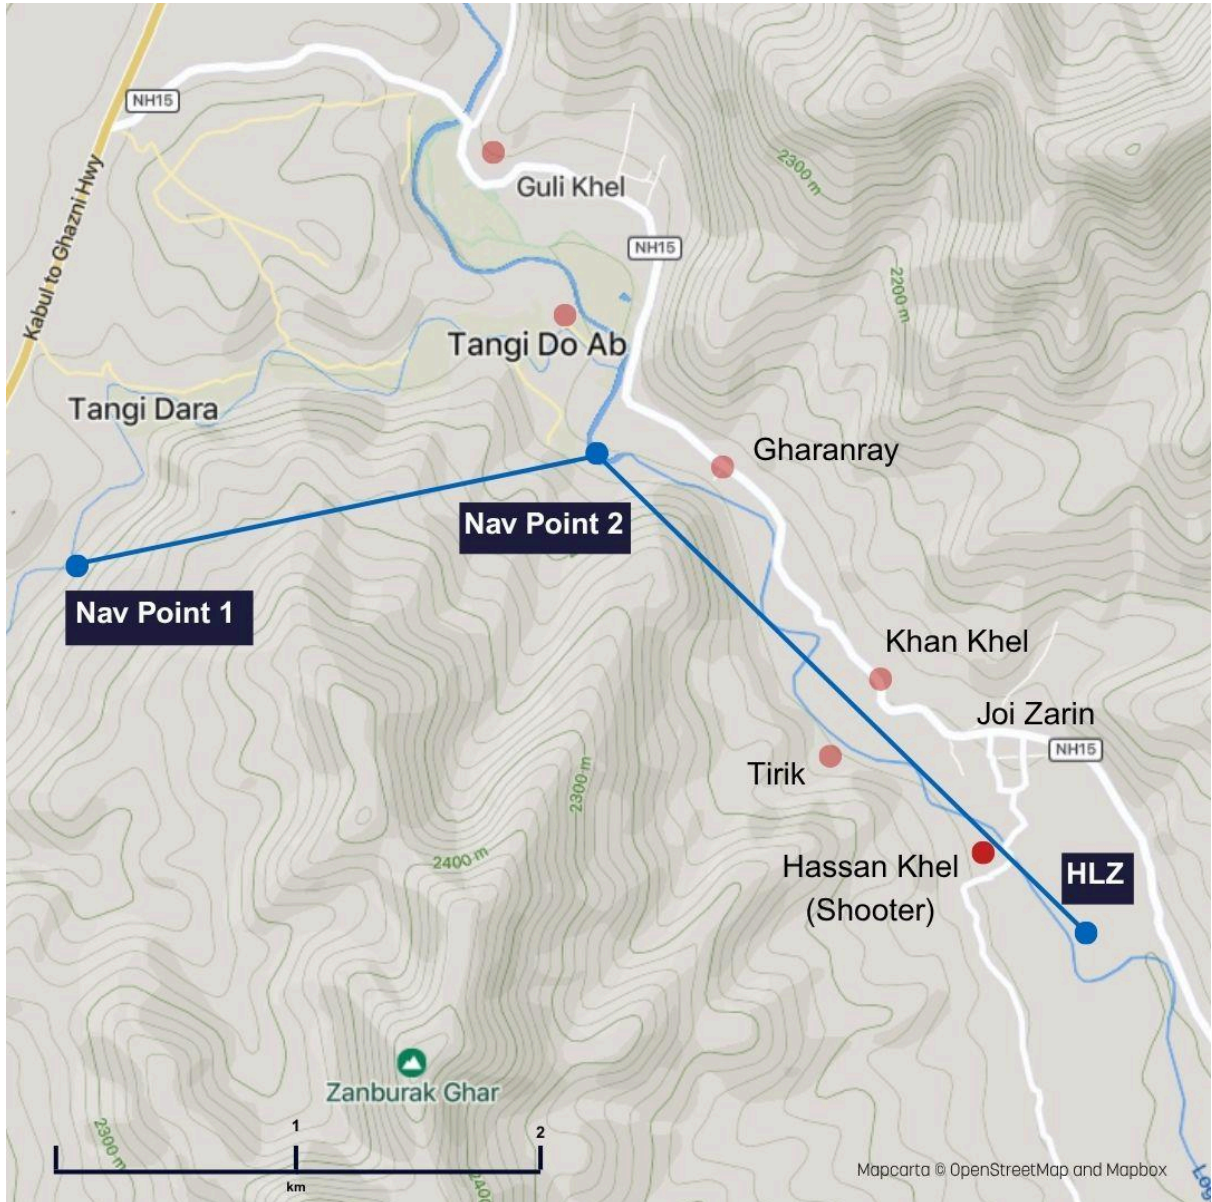 NH15
Kabul to Ghazni Hwy
Guli Khel
2300 m
NH15
2200 m
Tangi Do Ab
Tangi Dara
Gharanray
Nav Point 2
Nav Point 1
Khan Khel
Joi Zarin
NH15
Tirik
2300 m
2400 m
Hassan Khel
(Shooter)
HLZ
Zanburak Ghar
2300 m
1
2
km
Mapcarta © OpenStreetMap and Mapbox